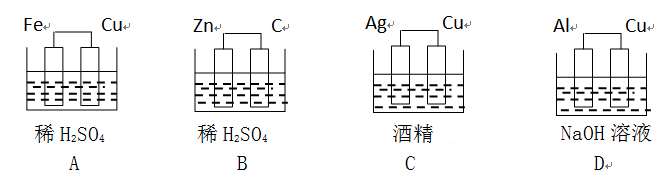 Fe Cu Zn C Ag Cu Al Cu
稀 H₂SO₄ 稀 H₂SO₄ 酒精 NaOH 溶液
A B C D